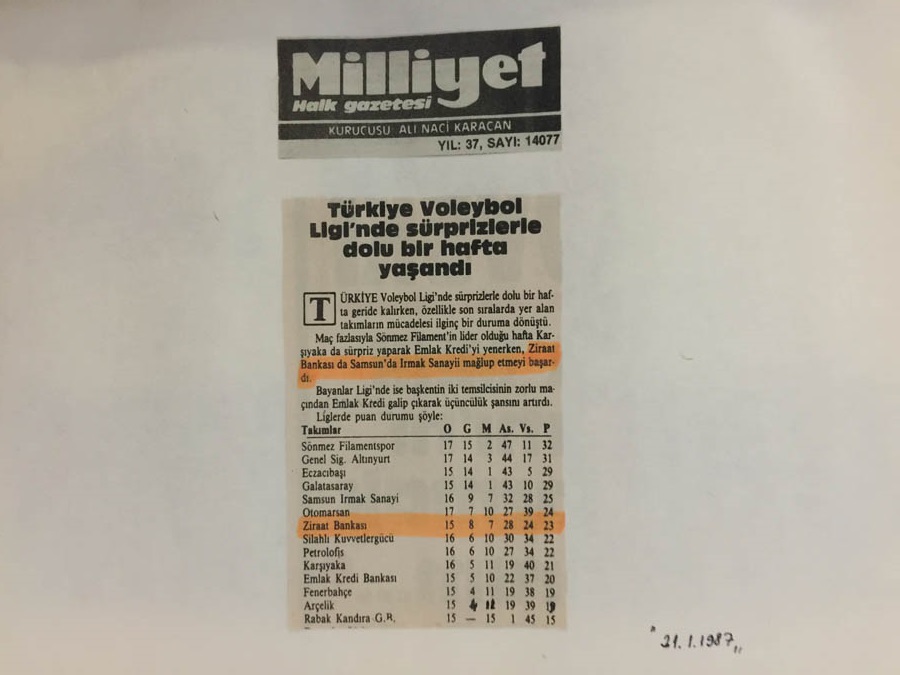 Milliyet
Halk gazetesi
KURUCUSU ALI NACİ KARACAN
YIL: 37, SAYI: 14077
Türkiye Voleybol
Ligi'nde sürprizlerle
dolu bir hafta
yaşandı
TÜRKİYE Voleybol Ligi'nde sürprizlerle dolu bir haf-
ta geride kalırken, özellikle son sıralarda yer alan
takımların mücadelesi ilginç bir duruma dönüştü.
Maç fazlasıyla Sönmez Filament'in lider olduğu hafta Kar-
şıyaka da sürpriz yaparak Emlak Kredi'yi yenerken, Ziraat
Bankası da Samsun'da Irmak Sanayii mağlup etmeyi başar-
dı.
Bayanlar Ligi'nde ise başkentin iki temsilcisinin zorlu ma-
çından Emlak Kredi galip çıkarak üçüncülük şansını artırdı.
Liglerde puan durumu şöyle:
Takımlar O G M As. Vs. P
Sönmez Filamentspor 17 15 2 47 11 32
Genel Sig. Altınyurt 17 14 3 44 17 31
Eczacıbaşı 15 14 1 43 5 29
Galatasaray 15 14 1 43 10 29
Samsun Irmak Sanayi 16 9 7 32 28 25
Otomarsan 17 7 10 27 39 24
Ziraat Bankası 15 8 7 28 24 23
Silahlı Kuvvetlergücü 16 6 10 30 34 22
Petrolofis 16 6 10 27 34 22
Karşıyaka 16 5 11 19 40 21
Emlak Kredi Bankası 15 5 10 22 37 20
Fenerbahçe 15 4 11 19 38 19
Arçelik 15 4 11 19 39 19
Rabak Kandıra G.B. 15 — 15 1 45 15
"21.1.1987"